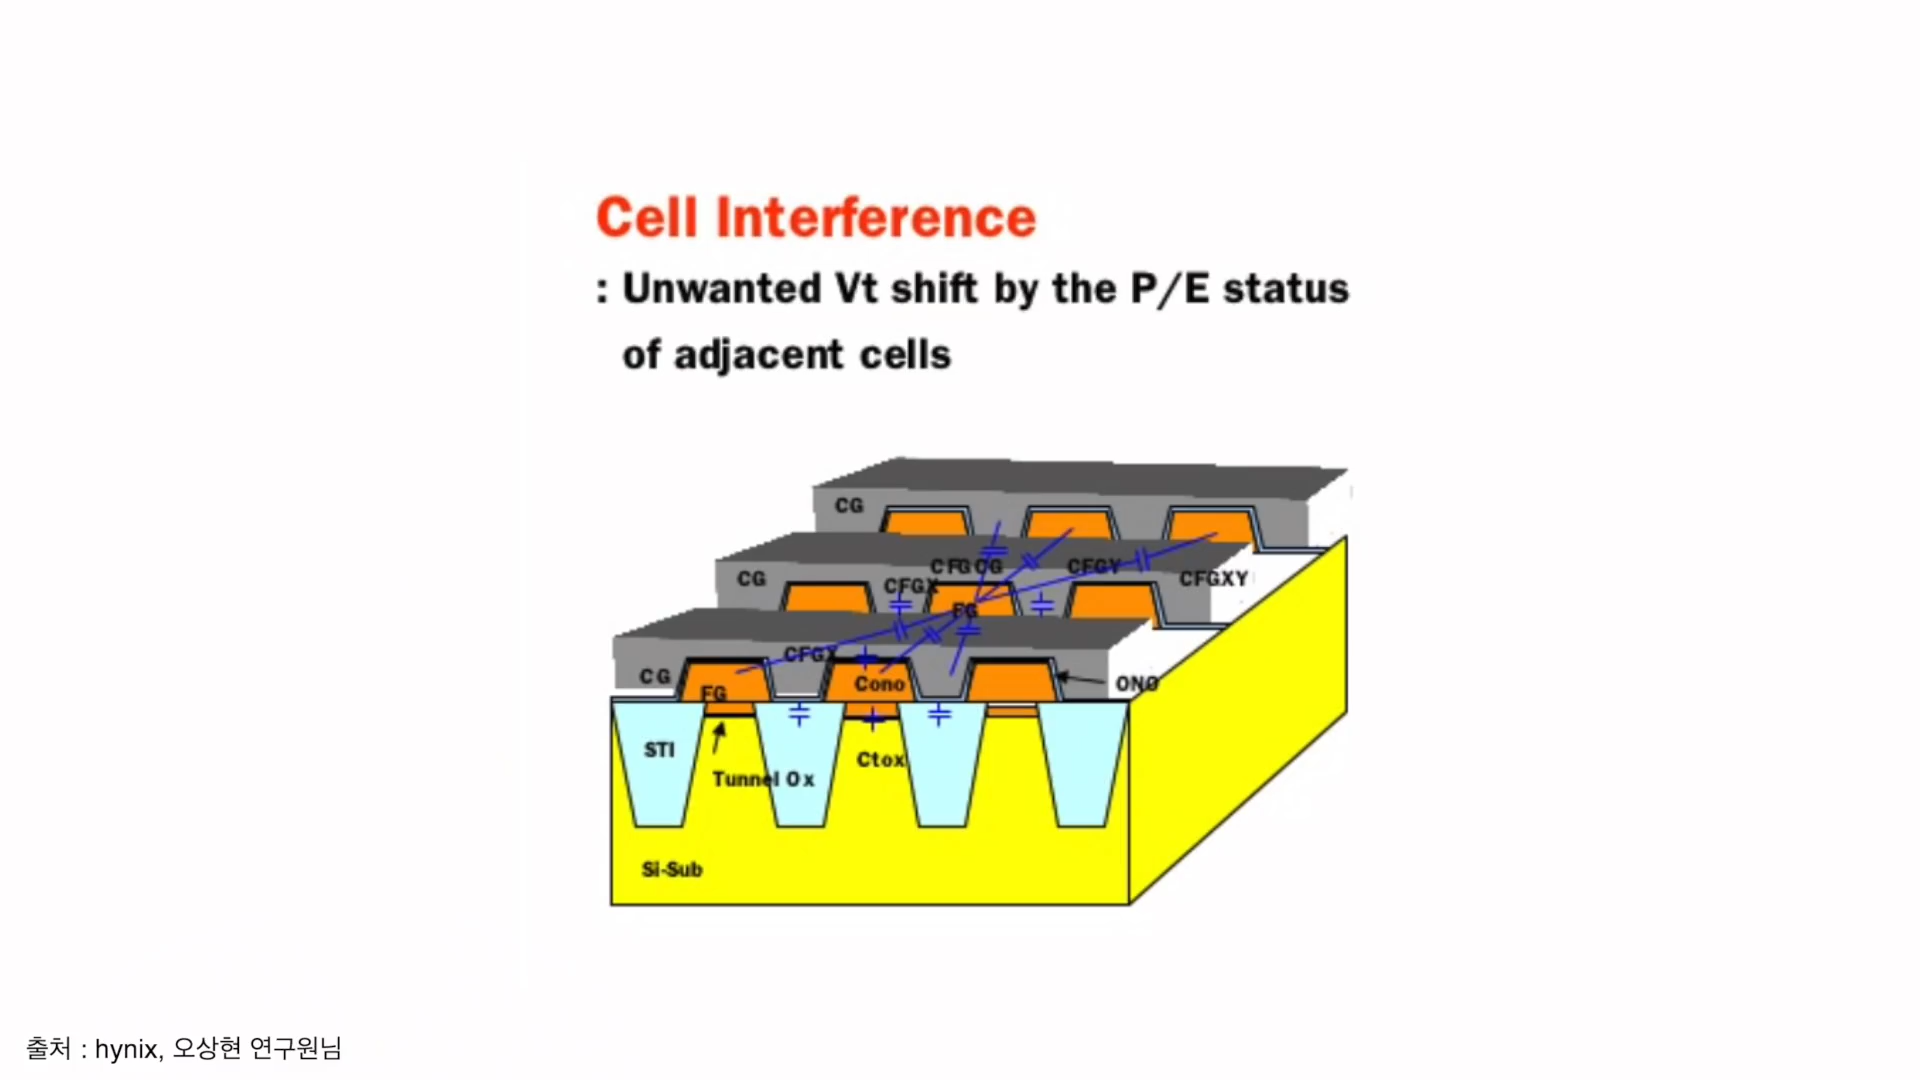 Cell Interference
: Unwanted Vt shift by the P/E status
of adjacent cells
CG
CFGCG
CFGY
CG
CFGX
CFGXY
FG
CFGX
CG
FG
Cono
ONO
STI
Ctox
Tunnel Ox
Si-Sub
출처 : hynix, 오상현 연구원님